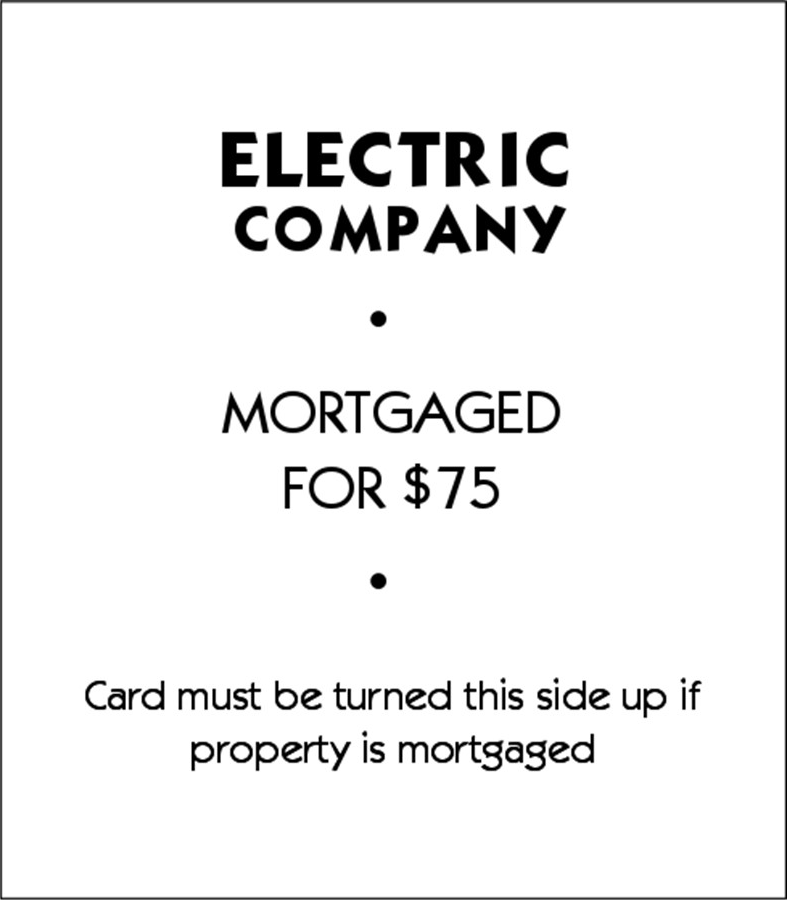 ELECTRIC
COMPANY
•
MORTGAGED
FOR $75
•
Card must be turned this side up if
property is mortgaged